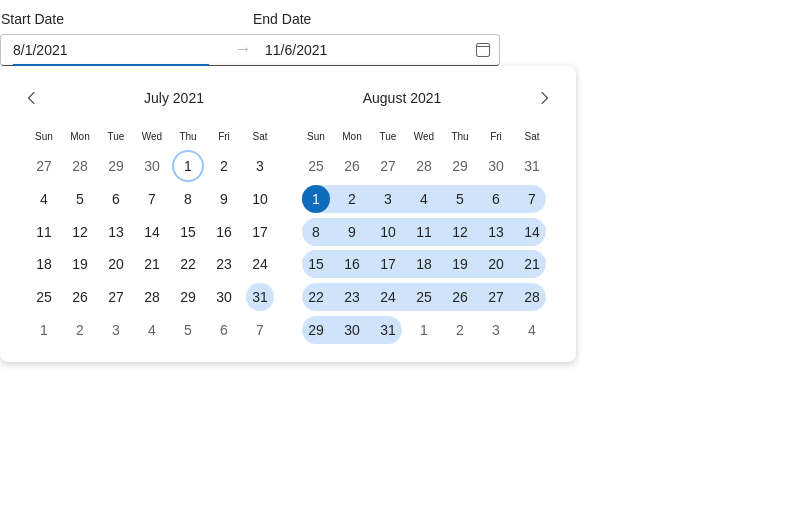 Start Date End Date
8/1/2021 → 11/6/2021
July 2021 August 2021
Sun Mon Tue Wed Thu Fri Sat Sun Mon Tue Wed Thu Fri Sat
27 28 29 30 1 2 3 25 26 27 28 29 30 31
4 5 6 7 8 9 10 1 2 3 4 5 6 7
11 12 13 14 15 16 17 8 9 10 11 12 13 14
18 19 20 21 22 23 24 15 16 17 18 19 20 21
25 26 27 28 29 30 31 22 23 24 25 26 27 28
1 2 3 4 5 6 7 29 30 31 1 2 3 4